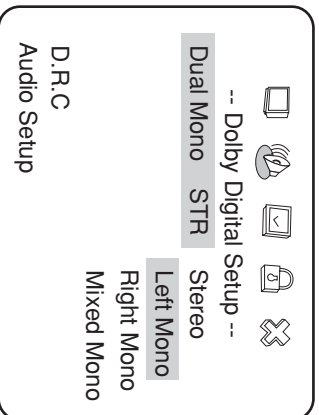 -- Dolby Digital Setup --
Dual Mono STR Stereo
Left Mono
Right Mono
Mixed Mono
D.R.C
Audio Setup